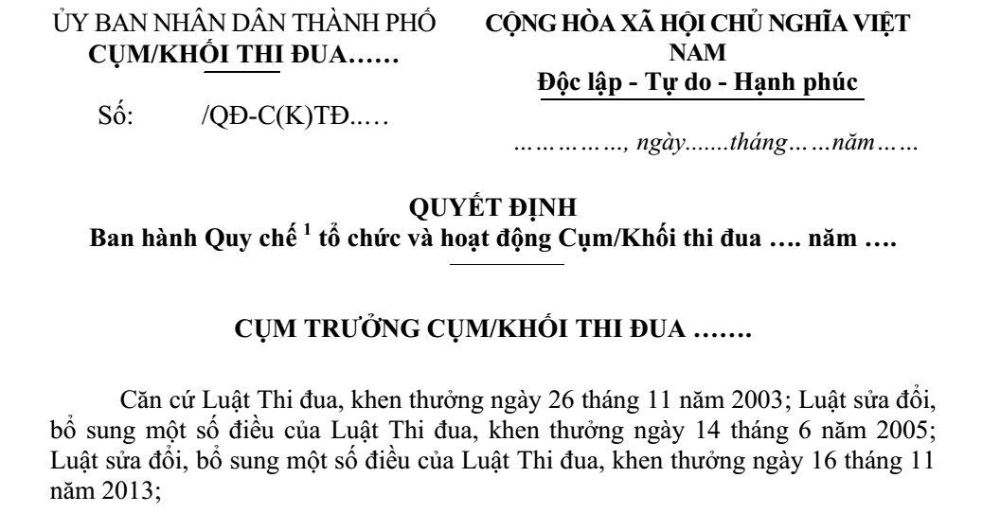 ỦY BAN NHÂN DÂN THÀNH PHỐ
CỤM/KHỐI THI ĐUA……
Số: /QĐ-C(K)TĐ..…
CỘNG HÒA XÃ HỘI CHỦ NGHĨA VIỆT
NAM
Độc lập - Tự do - Hạnh phúc
……………, ngày.......tháng……năm……
QUYẾT ĐỊNH
Ban hành Quy chế 1 tổ chức và hoạt động Cụm/Khối thi đua …. năm ….
CỤM TRƯỞNG CỤM/KHỐI THI ĐUA …….
Căn cứ Luật Thi đua, khen thưởng ngày 26 tháng 11 năm 2003; Luật sửa đổi,
bổ sung một số điều của Luật Thi đua, khen thưởng ngày 14 tháng 6 năm 2005;
Luật sửa đổi, bổ sung một số điều của Luật Thi đua, khen thưởng ngày 16 tháng 11
năm 2013;